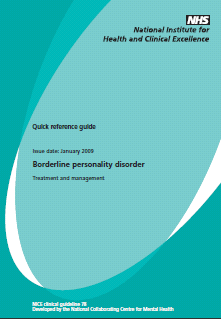 NHS
National Institute for
Health and Clinical Excellence
Quick reference guide
Issue date: January 2009
Borderline personality disorder
Treatment and management
NICE clinical guideline 78
Developed by the National Collaborating Centre for Mental Health